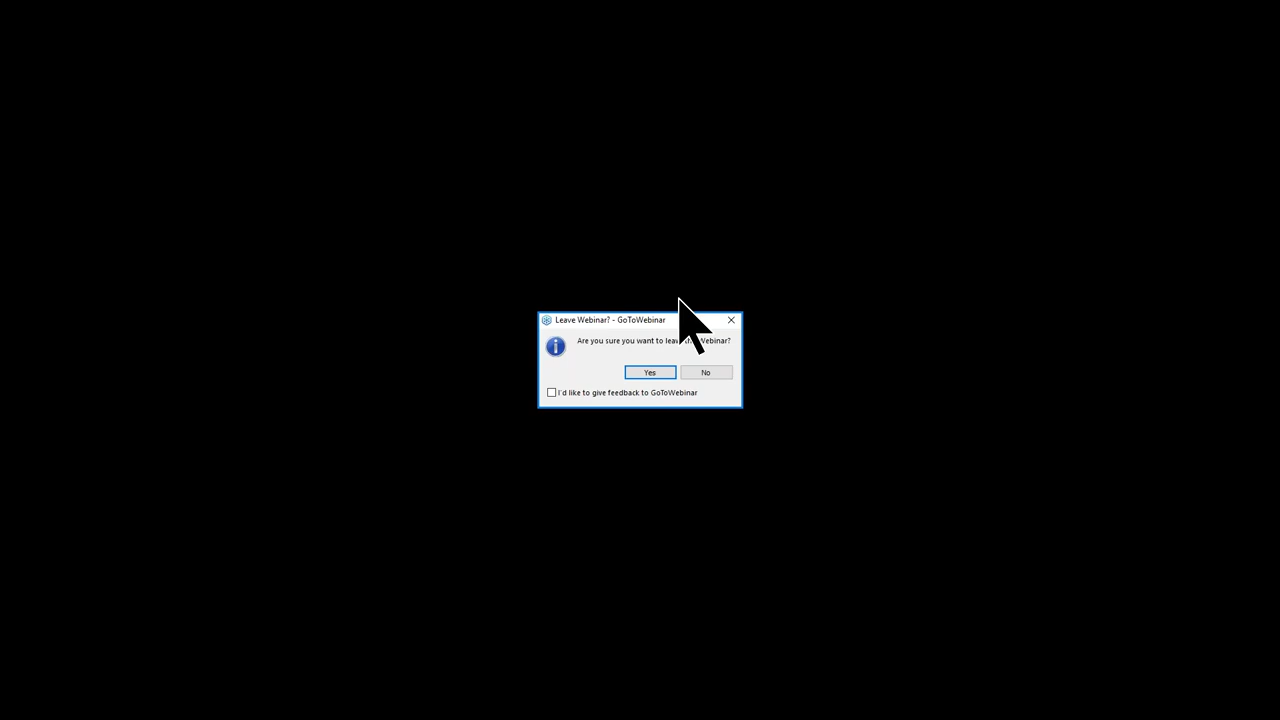 Leave Webinar? - GoToWebinar
Are you sure you want to Webinar?
Yes
No
I'd like to give feedback to GoToWebinar